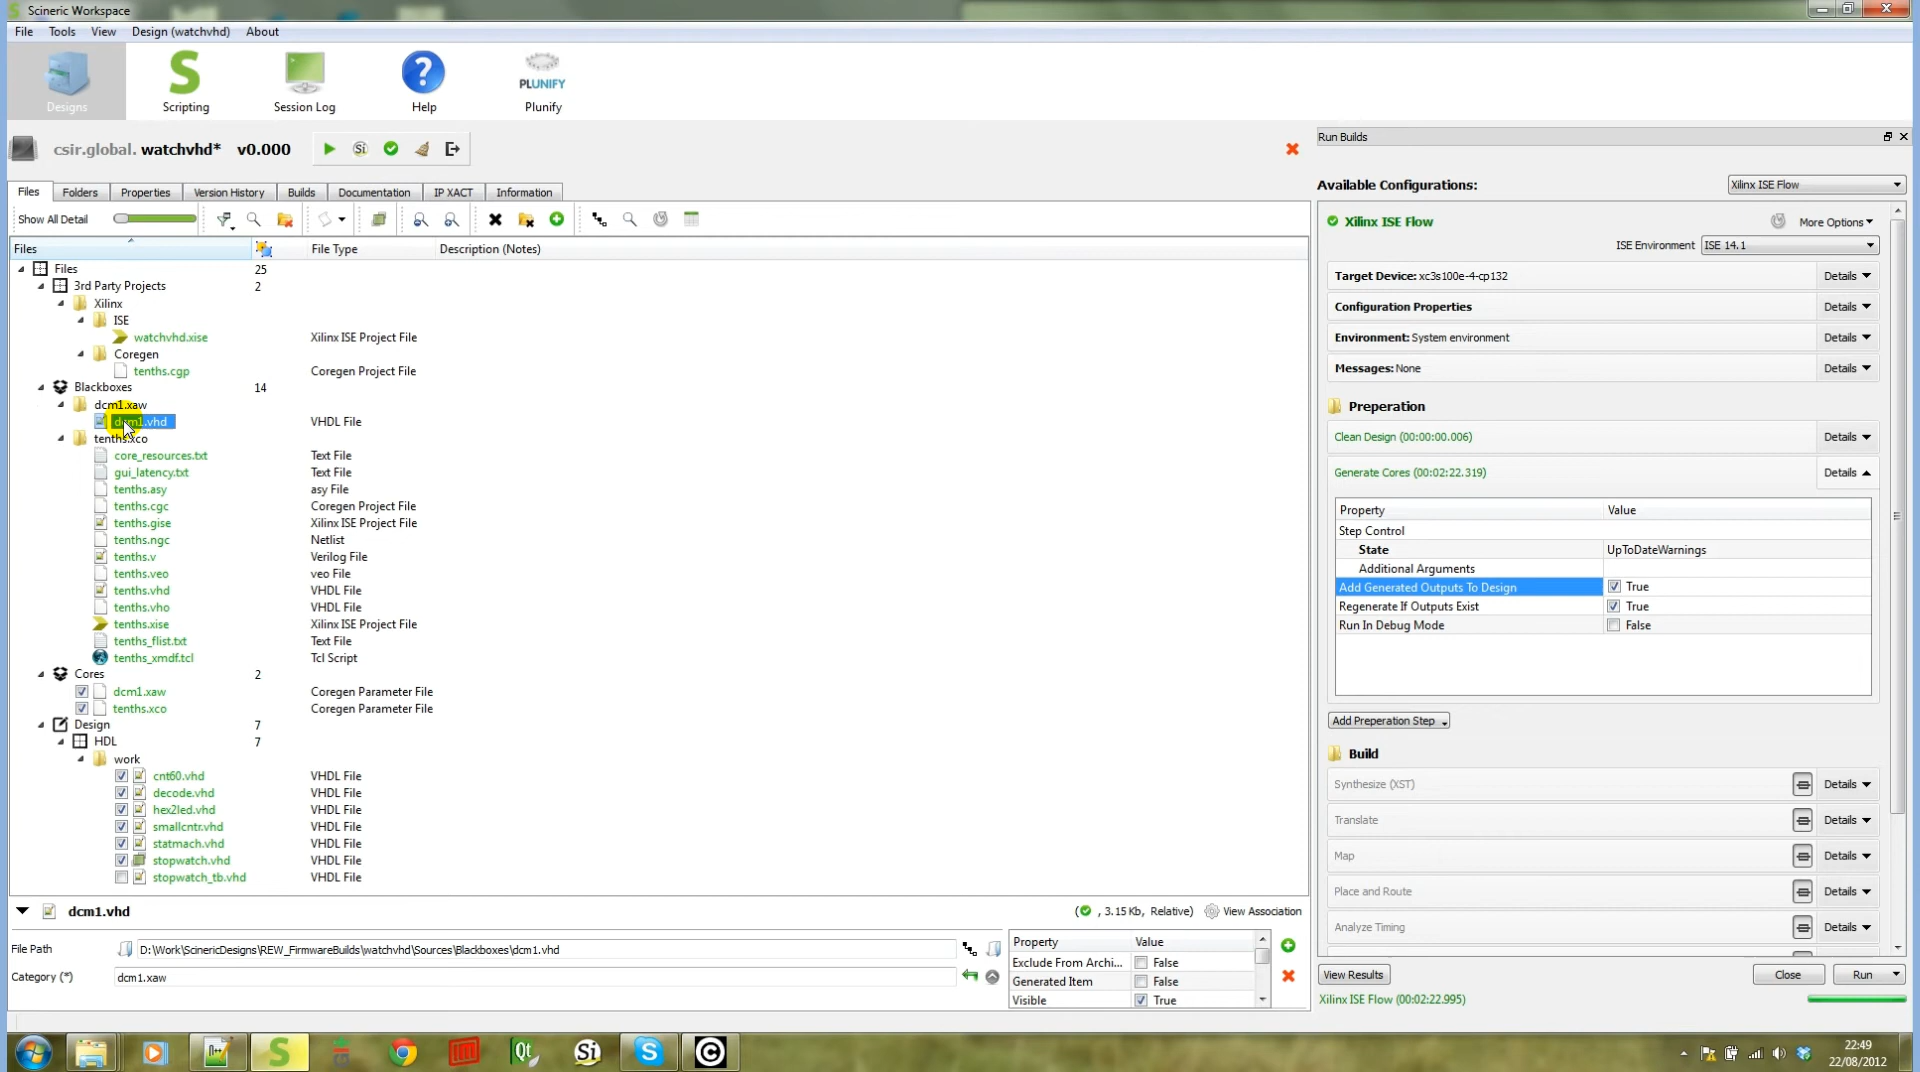 Scineric Workspace
File Tools View Design (watchvhd) About
Designs Scripting Session Log Help PLUNIFY Plunify
csir.global. watchvhd* v0.000 Si
Files Folders Properties Version History Builds Documentation IP XACT Information
Show All Detail
Files File Type Description (Notes)
Files 25
3rd Party Projects 2
Xilinx
ISE
watchvhd.xise Xilinx ISE Project File
Coregen
tenths.cgp Coregen Project File
Blackboxes 14
dcm1.xaw
dcm1.vhd VHDL File
tenths.xco
core_resources.txt Text File
gui_latency.txt Text File
tenths.asy asy File
tenths.cgc Coregen Project File
tenths.gise Xilinx ISE Project File
tenths.ngc Netlist
tenths.v Verilog File
tenths.veo veo File
tenths.vhd VHDL File
tenths.vho VHDL File
tenths.xise Xilinx ISE Project File
tenths_flist.txt Text File
tenths_xmdf.tcl Tcl Script
Cores 2
dcm1.xaw Coregen Parameter File
tenths.xco Coregen Parameter File
Design 7
HDL 7
work
cnt60.vhd VHDL File
decode.vhd VHDL File
hex2led.vhd VHDL File
smallcntr.vhd VHDL File
statmach.vhd VHDL File
stopwatch.vhd VHDL File
stopwatch_tb.vhd VHDL File
dcm1.vhd ( , 3.15 Kb, Relative) View Association
File Path D:\Work\ScinericDesigns\REW_FirmwareBuilds\watchvhd\Sources\Blackboxes\dcm1.vhd
Category (*) dcm1.xaw
Property Value
Exclude From Archi... False
Generated Item False
Visible True
Run Builds
Available Configurations: Xilinx ISE Flow
Xilinx ISE Flow More Options
ISE Environment ISE 14.1
Target Device: xc3s100e-4-cp132 Details
Configuration Properties Details
Environment: System environment Details
Messages: None Details
Preperation
Clean Design (00:00:00.006) Details
Generate Cores (00:02:22.319) Details
Property Value
Step Control
State UpToDateWarnings
Additional Arguments
Add Generated Outputs To Design True
Regenerate If Outputs Exist True
Run In Debug Mode False
Add Preperation Step
Build
Synthesize (XST) Details
Translate Details
Map Details
Place and Route Details
Analyze Timing Details
View Results Close Run
Xilinx ISE Flow (00:02:22.995)
Qt Si
22:49
22/08/2012